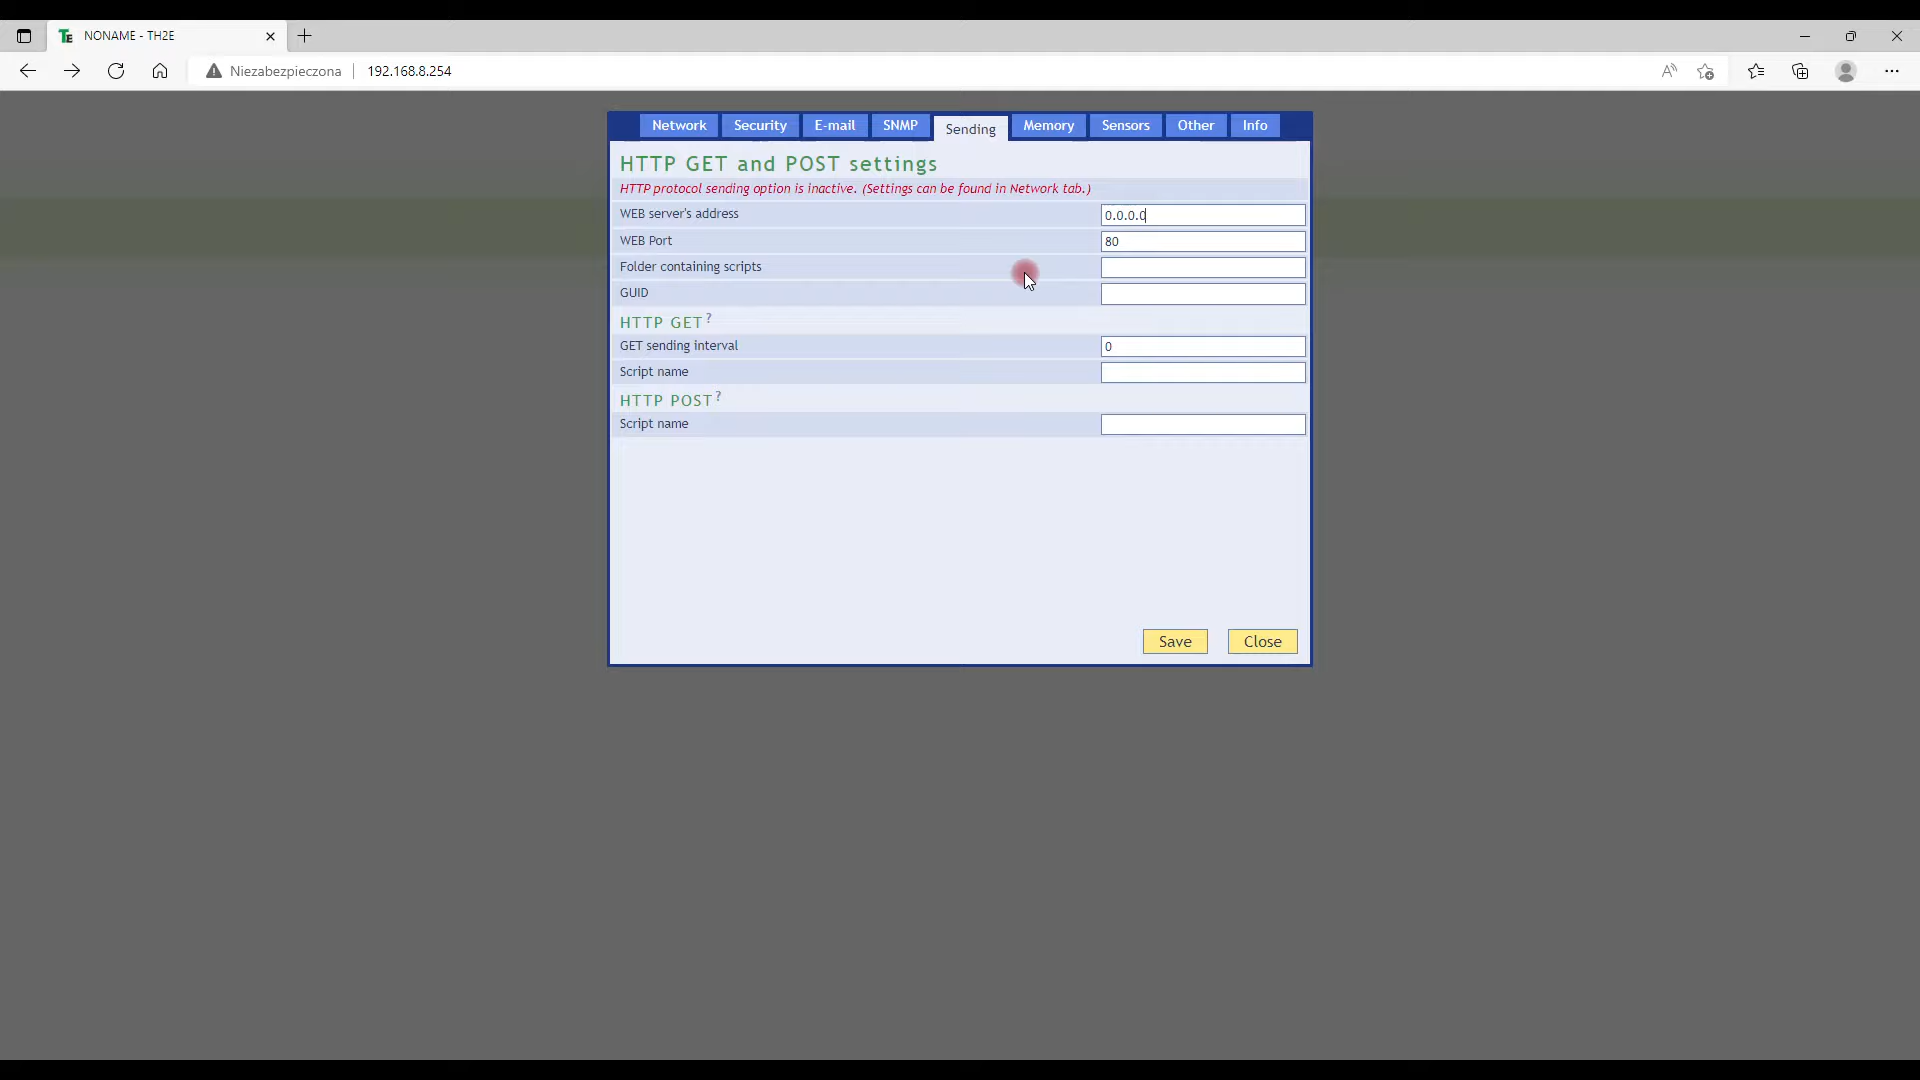 NONAME - TH2E
Niezabezpieczona 192.168.8.254
Network Security E-mail SNMP Sending Memory Sensors Other Info
HTTP GET and POST settings
HTTP protocol sending option is inactive. (Settings can be found in Network tab.)
WEB server's address 0.0.0.0
WEB Port 80
Folder containing scripts
GUID
HTTP GET ?
GET sending interval 0
Script name
HTTP POST ?
Script name
Save Close